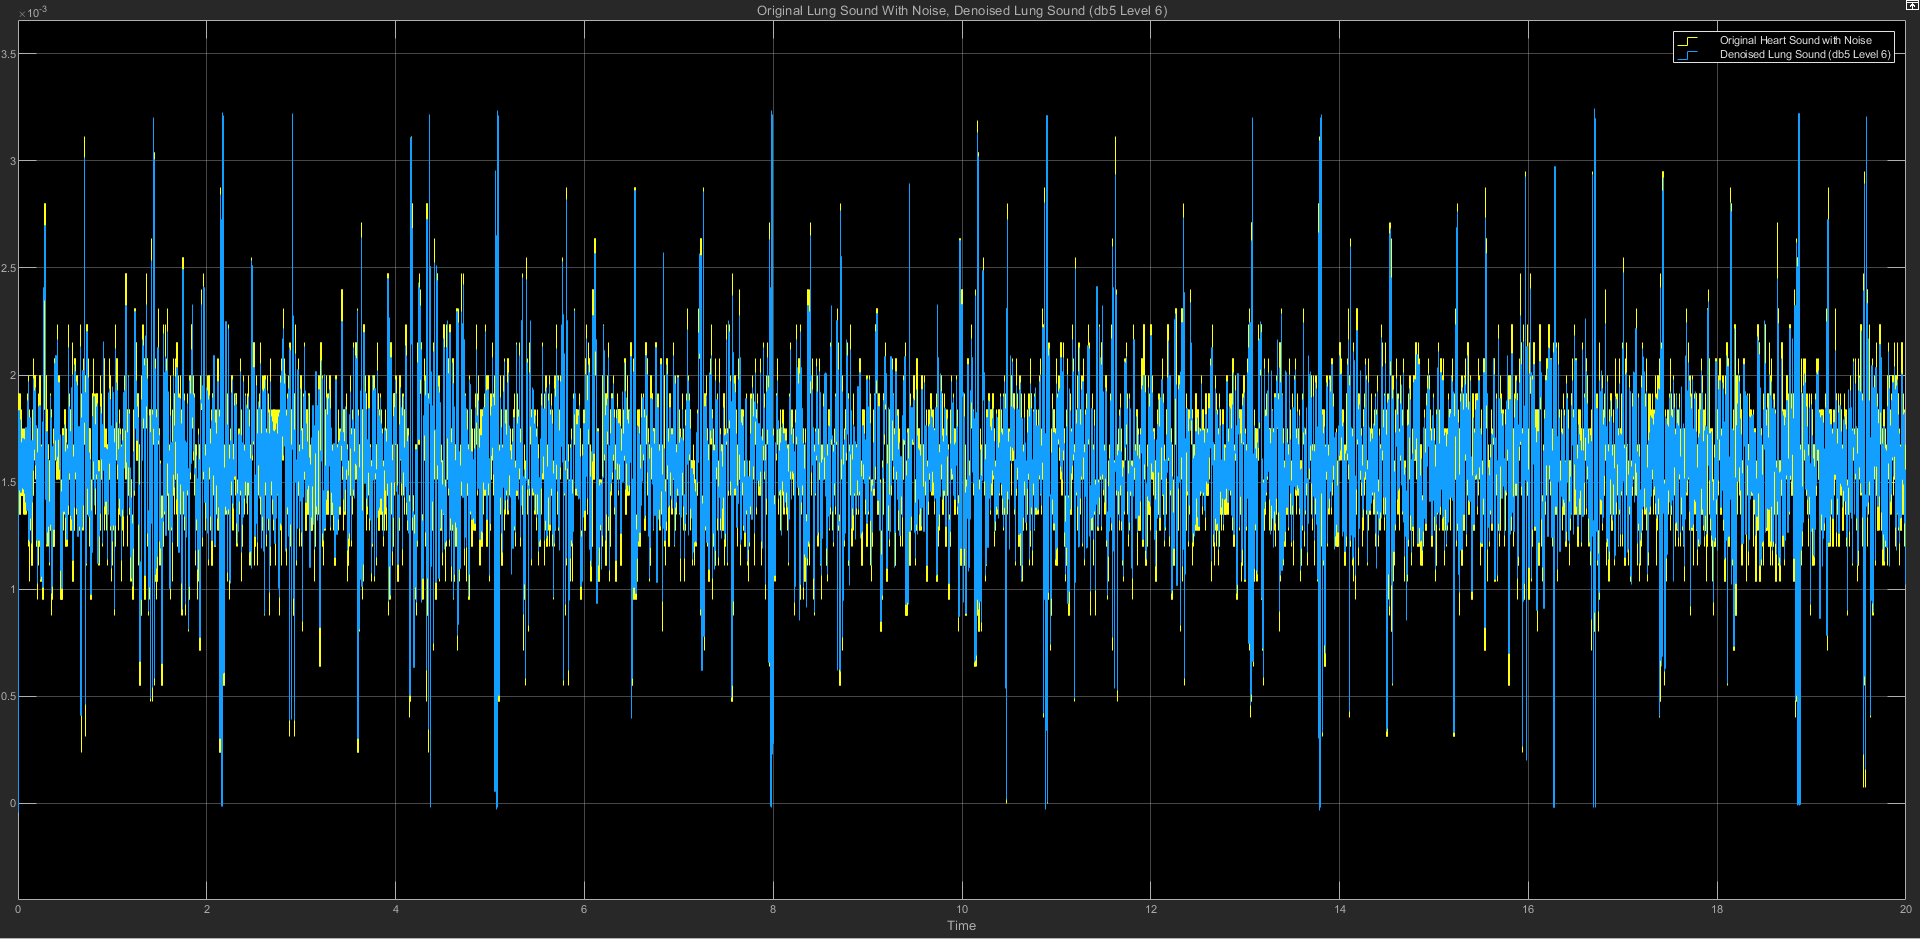 Original Lung Sound With Noise, Denoised Lung Sound (db5 Level 6)
×10⁻³
Original Heart Sound with Noise
Denoised Lung Sound (db5 Level 6)
3.5
3
2.5
2
1.5
1
0.5
0
0 2 4 6 8 10 12 14 16 18 20
Time